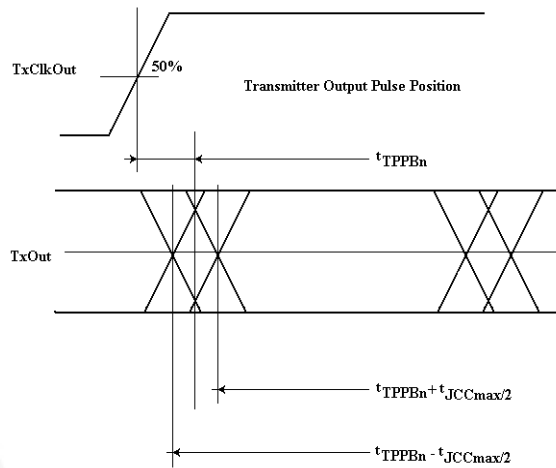 TxClkOut
50%
Transmitter Output Pulse Position
tTPPBn
TxOut
tTPPBn+tJCCmax/2
tTPPBn - tJCCmax/2